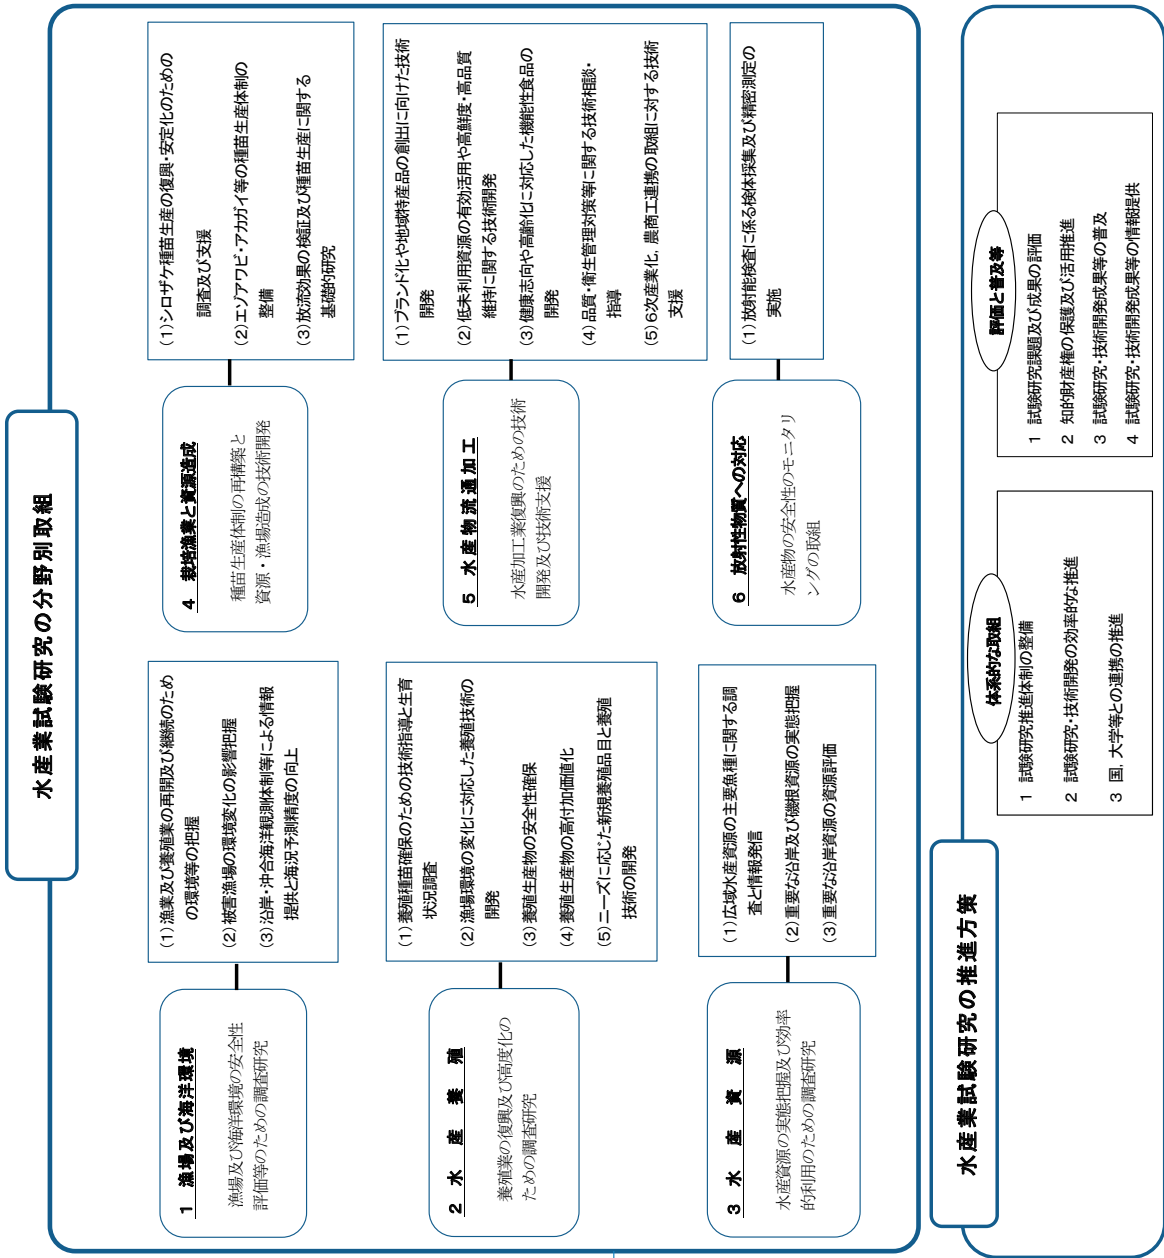 水産業試験研究の分野別取組
1 漁場及び海洋環境
漁場及び海洋環境の安全性
評価等のための調査研究
(1)漁業及び養殖業の再開及び継続のため
の環境等の把握
(2)被害漁場の環境変化の影響把握
(3)沿岸・沖合海洋観測体制等による情報
提供と海況予測精度の向上
2 水産養殖
養殖業の復興及び高度化の
ための調査研究
(1)養殖種苗確保のための技術指導と生育
状況調査
(2)漁場環境の変化に対応した養殖技術の
開発
(3)養殖生産物の安全性確保
(4)養殖生産物の高付加価値化
(5)ニーズに応じた新規養殖品目と養殖
技術の開発
3 水産資源
水産資源の実態把握及び効率
的利用のための調査研究
(1)広域水産資源の主要魚種に関する調
査と情報発信
(2)重要な沿岸及び磯根資源の実態把握
(3)重要な沿岸資源の資源評価
4 栽培漁業と資源造成
種苗生産体制の再構築と
資源・漁場造成の技術開発
(1)シロザケ種苗生産の復興・安定化のための
調査及び支援
(2)エゾアワビ・アカガイ等の種苗生産体制の
整備
(3)放流効果の検証及び種苗生産に関する
基礎的研究
5 水産物流通加工
水産加工業復興のための技術
開発及び技術支援
(1)ブランド化や地域特産品の創出に向けた技術
開発
(2)低未利用資源の有効活用や高鮮度・高品質
維持に関する技術開発
(3)健康志向や高齢化に対応した機能性食品の
開発
(4)品質・衛生管理対策等に関する技術相談・
指導
(5)6次産業化,農商工連携の取組に対する技術
支援
6 放射性物質への対応
水産物の安全性のモニタリ
ングの取組
(1)放射能検査に係る検体採集及び精密測定の
実施
水産業試験研究の推進方策
体系的な取組
1 試験研究推進体制の整備
2 試験研究・技術開発の効率的な推進
3 国,大学等との連携の推進
評価と普及等
1 試験研究課題及び成果の評価
2 知的財産権の保護及び活用推進
3 試験研究・技術開発成果等の普及
4 試験研究・技術開発成果等の情報提供